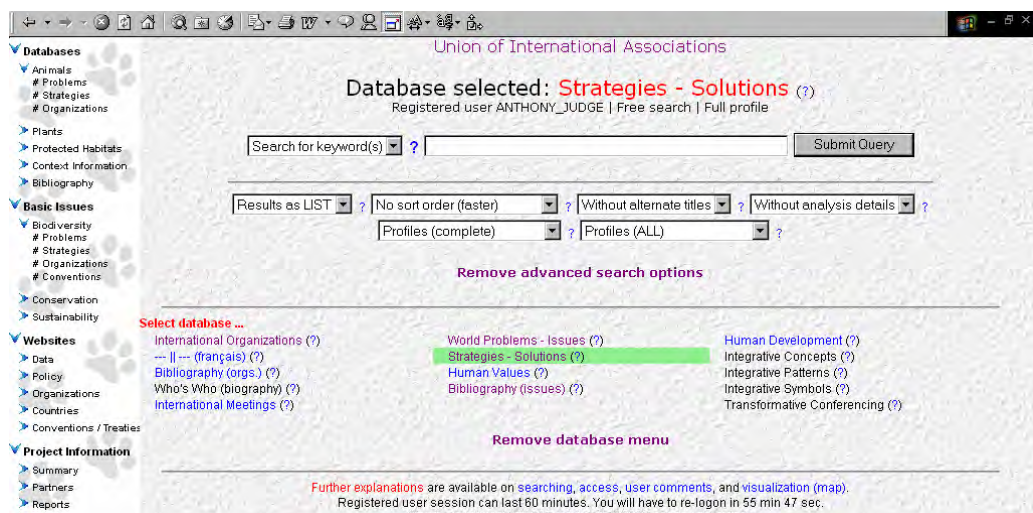 Databases
Animals
# Problems
# Strategies
# Organizations
Plants
Protected Habitats
Context Information
Bibliography
Basic Issues
Biodiversity
# Problems
# Strategies
# Organizations
# Conventions
Conservation
Sustainability
Websites
Data
Policy
Organizations
Countries
Conventions / Treaties
Project Information
Summary
Partners
Reports
Union of International Associations
Database selected: Strategies - Solutions (?)
Registered user ANTHONY_JUDGE | Free search | Full profile
Search for keyword(s) ? Submit Query
Results as LIST ? No sort order (faster) ? Without alternate titles ? Without analysis details ?
Profiles (complete) ? Profiles (ALL) ?
Remove advanced search options
Select database ...
International Organizations (?) World Problems - Issues (?) Human Development (?)
--- || --- (français) (?) Strategies - Solutions (?) Integrative Concepts (?)
Bibliography (orgs.) (?) Human Values (?) Integrative Patterns (?)
Who's Who (biography) (?) Bibliography (issues) (?) Integrative Symbols (?)
International Meetings (?) Transformative Conferencing (?)
Remove database menu
Further explanations are available on searching, access, user comments, and visualization (map).
Registered user session can last 60 minutes. You will have to re-logon in 55 min 47 sec.